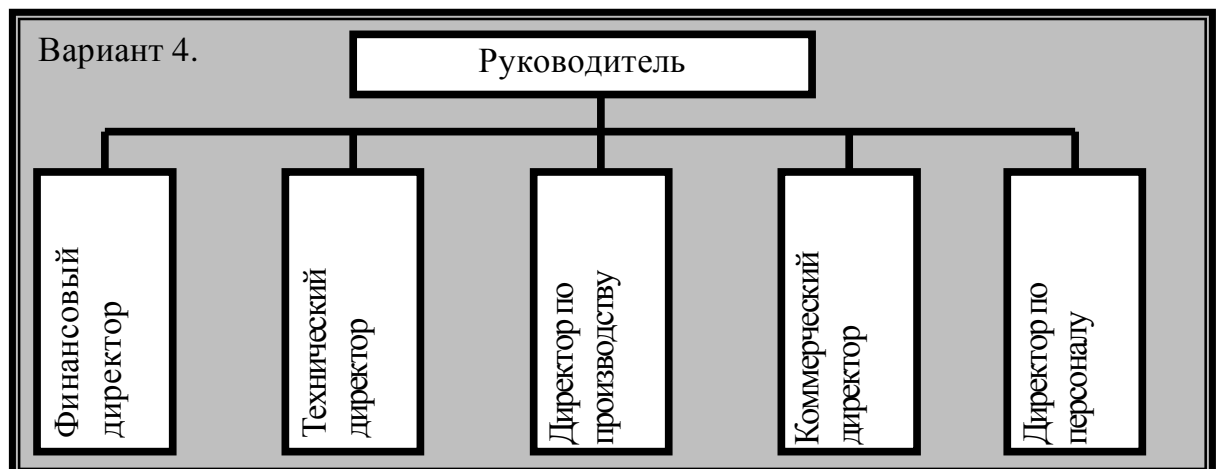 Вариант 4.
Руководитель
Финансовый
директор
Технический
директор
Директор по
производству
Коммерческий
директор
Директор по
персоналу